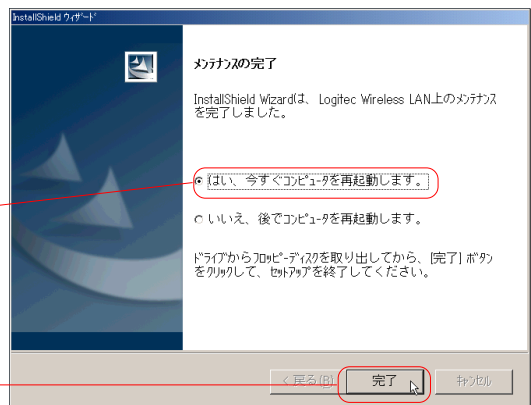 InstallShield ウィザード
メンテナンスの完了
InstallShield Wizardは、 Logitec Wireless LAN上のメンテナンス
を完了しました。
はい、今すぐコンピュータを再起動します。
いいえ、後でコンピュータを再起動します。
ドライブからフロッピーディスクを取り出してから、[完了] ボタン
をクリックして、セットアップを終了してください。
< 戻る(B)
完了
キャンセル